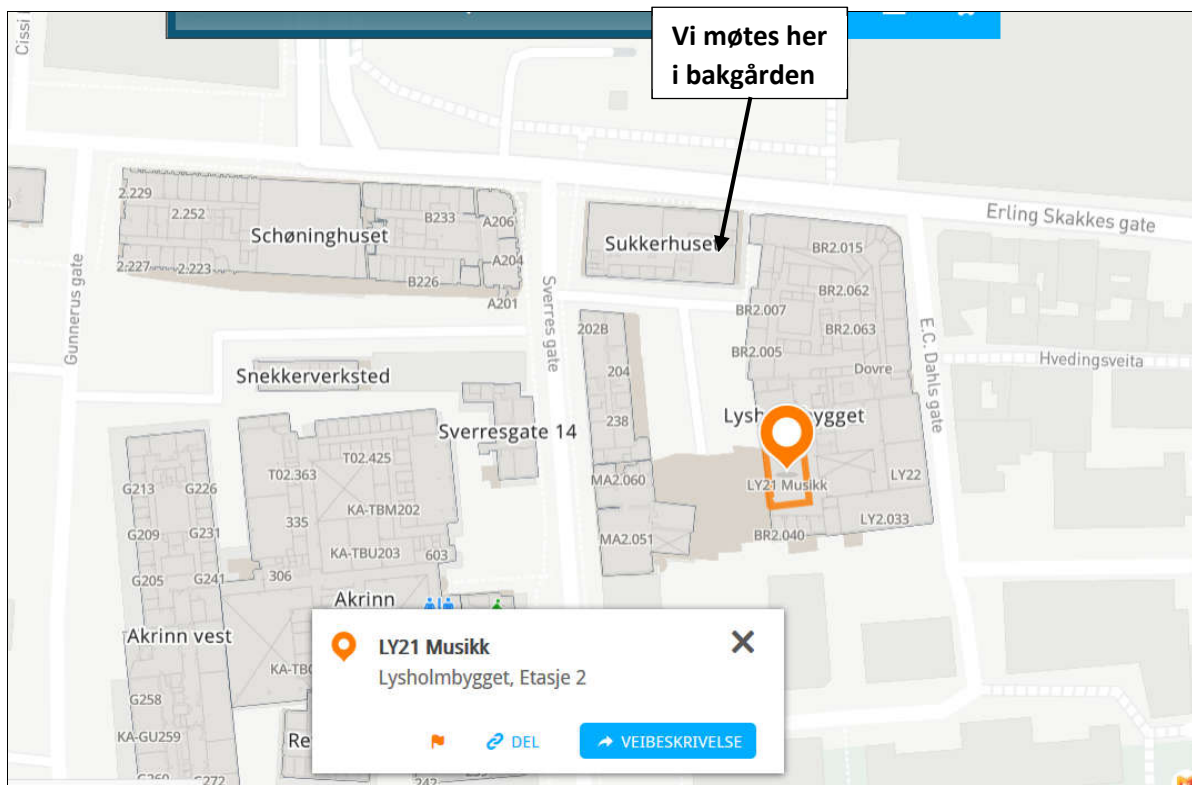 Vi møtes her
i bakgården
Cissi
Erling Skakkes gate
2.229
2.252
B233
A206
Schøninghuset
Sukkerhuset
BR2.015
2.227
2.223
B226
A204
A201
BR2.062
BR2.007
BR2.063
202B
BR2.005
Gunnerus gate
Sverres gate
E.C. Dahls gate
Hvedingsveita
Snekkerverksted
204
Dovre
238
Sverresgate 14
LY21 Musikk
LY22
T02.425
T02.363
G213
G226
MA2.060
KA-TBM202
335
LY2.033
G209
G231
MA2.051
BR2.040
KA-TBU203
603
G205
G241
306
Akrinn
Akrinn vest
G258
KA-GU259
G272
LY21 Musikk
Lysholmbygget, Etasje 2
DEL
VEIBESKRIVELSE